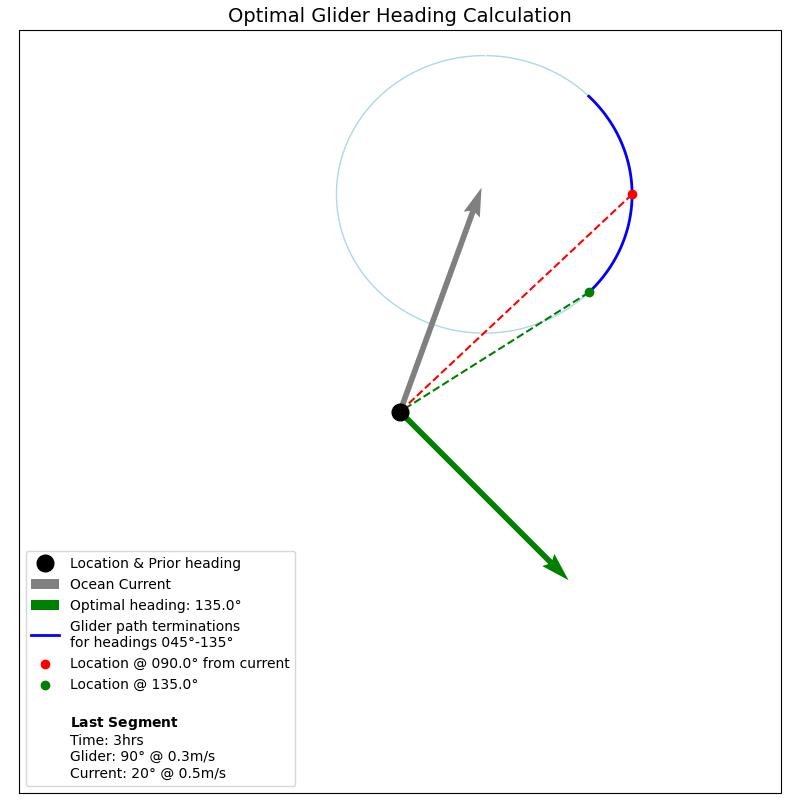 Optimal Glider Heading Calculation
Location & Prior heading
Ocean Current
Optimal heading: 135.0°
Glider path terminations
for headings 045°-135°
Location @ 090.0° from current
Location @ 135.0°
Last Segment
Time: 3hrs
Glider: 90° @ 0.3m/s
Current: 20° @ 0.5m/s